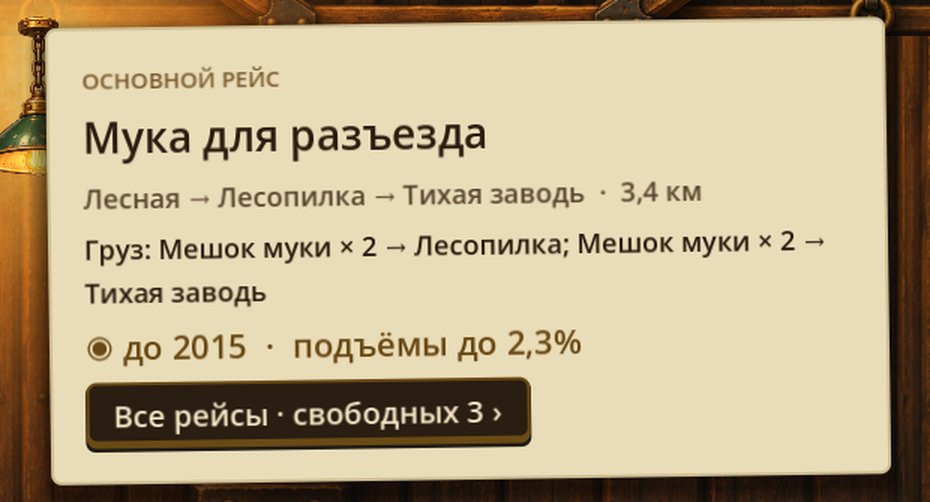 ОСНОВНОЙ РЕЙС
Мука для разъезда
Лесная → Лесопилка → Тихая заводь · 3,4 км
Груз: Мешок муки × 2 → Лесопилка; Мешок муки × 2 →
Тихая заводь
◉ до 2015 · подъёмы до 2,3%
Все рейсы · свободных 3 ›